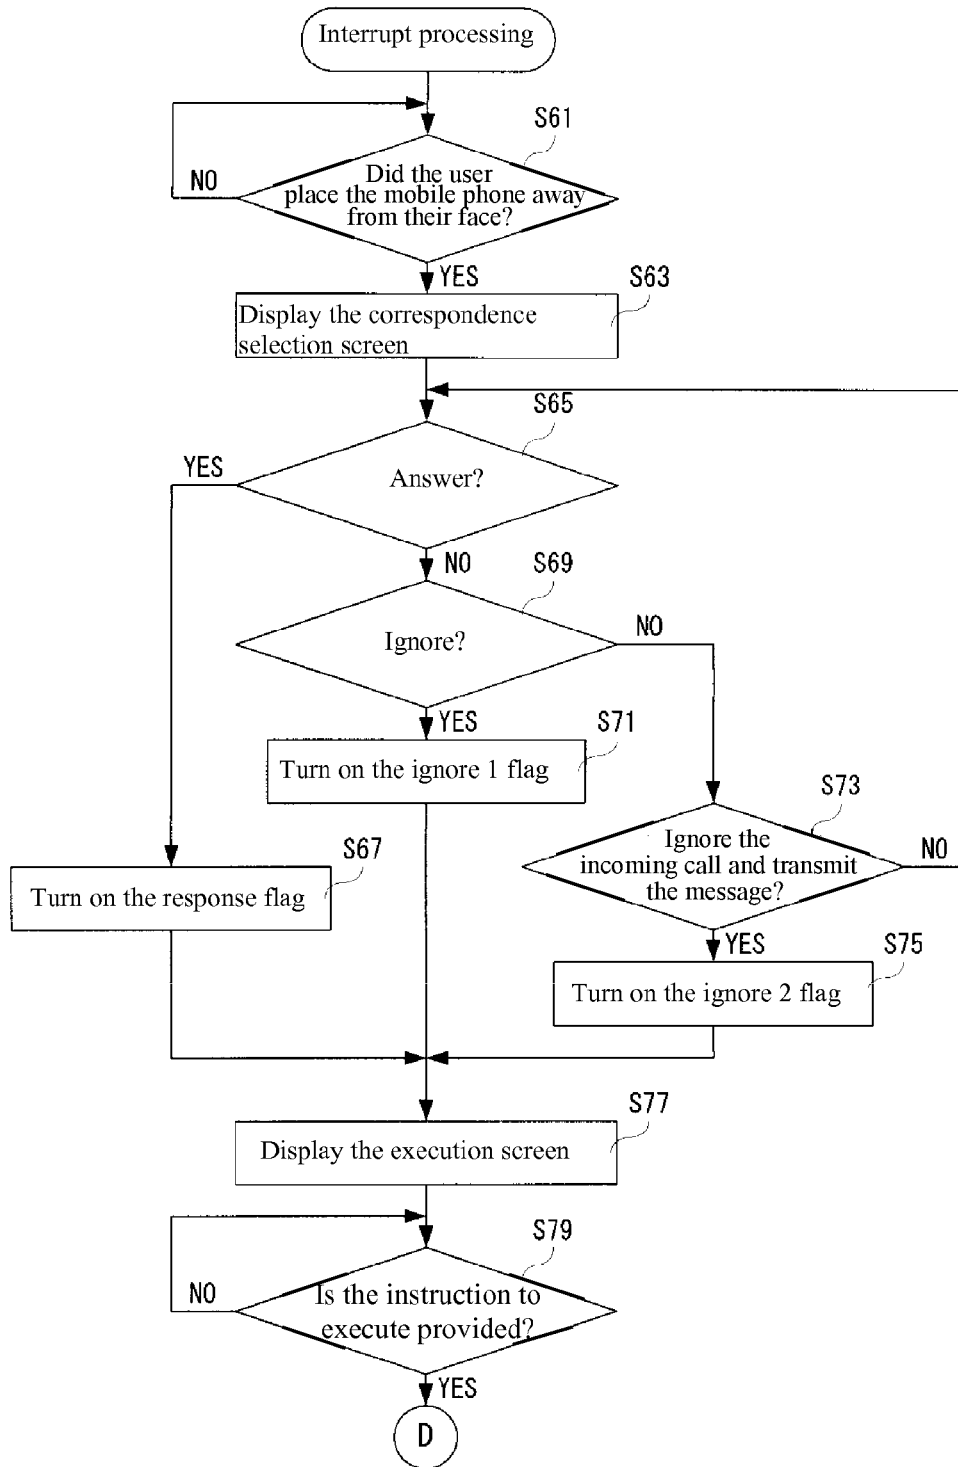 Interrupt processing
S61
Did the user
place the mobile phone away
from their face?
NO
YES
S63
Display the correspondence
selection screen
S65
YES
Answer?
NO
S69
Ignore?
NO
YES
S71
Turn on the ignore 1 flag
S73
Ignore the
incoming call and transmit
the message?
NO
S67
Turn on the response flag
YES
S75
Turn on the ignore 2 flag
S77
Display the execution screen
S79
Is the instruction to
execute provided?
NO
YES
D